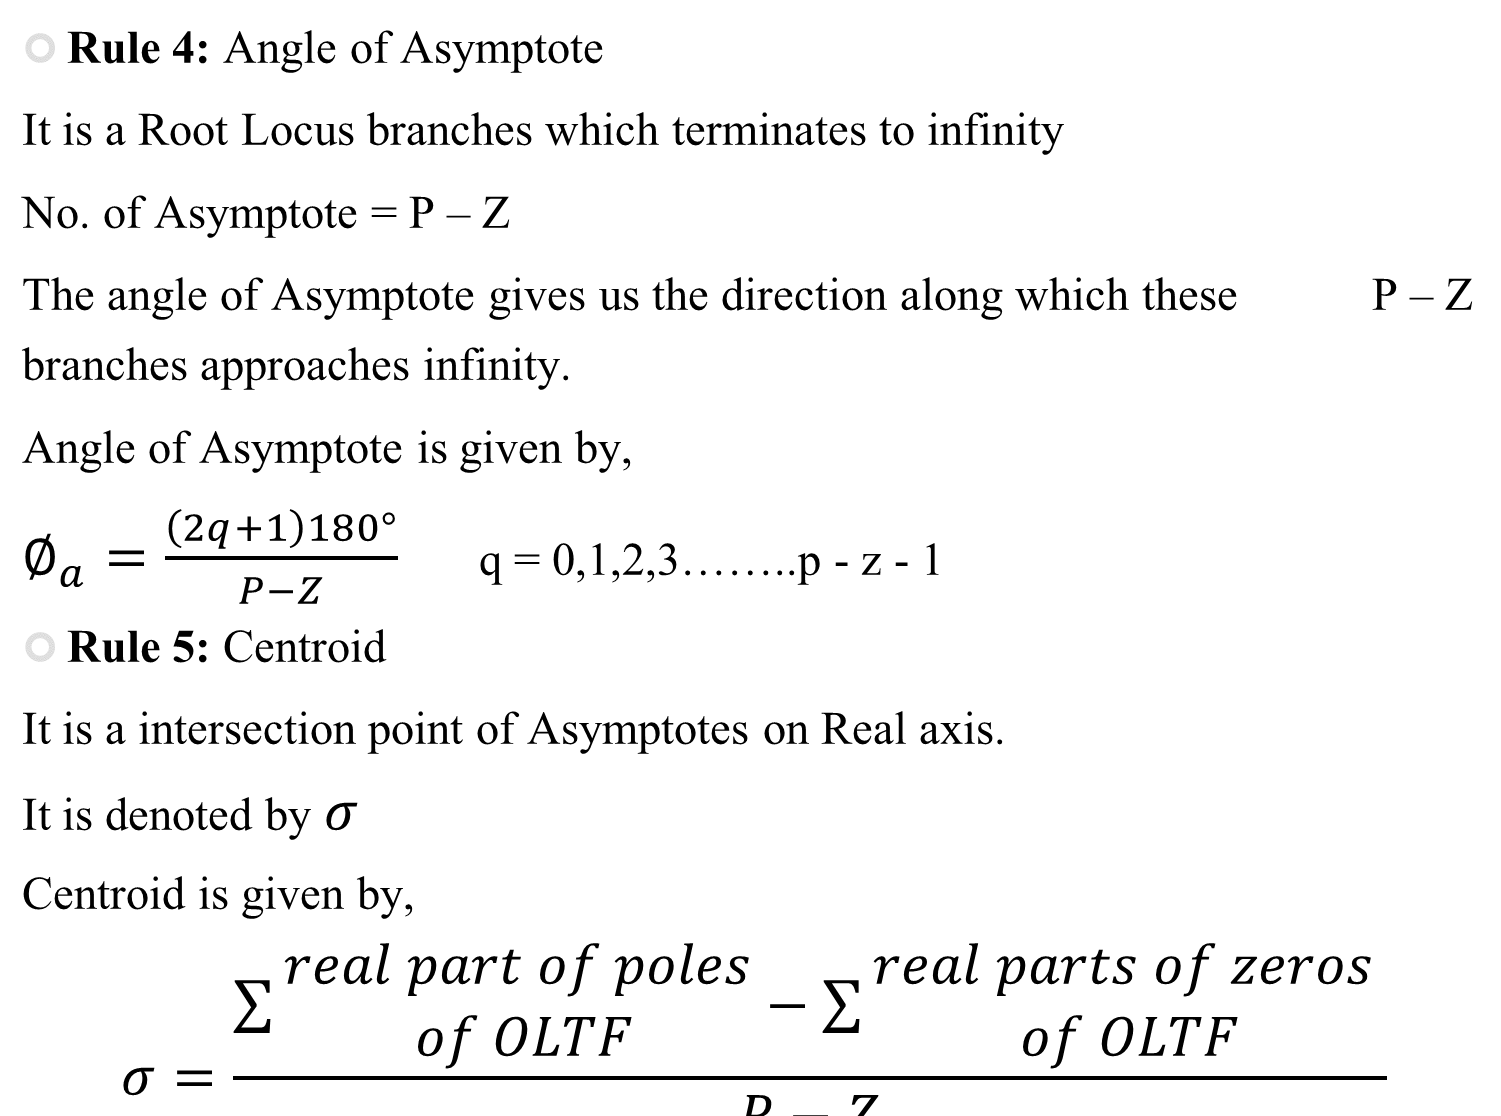 Rule 4: Angle of Asymptote
It is a Root Locus branches which terminates to infinity
No. of Asymptote = P – Z
The angle of Asymptote gives us the direction along which these P – Z
branches approaches infinity.
Angle of Asymptote is given by,
∅a = (2q+1)180° / P−Z q = 0,1,2,3……..p - z - 1
Rule 5: Centroid
It is a intersection point of Asymptotes on Real axis.
It is denoted by σ
Centroid is given by,
σ = ∑ real part of poles of OLTF − ∑ real parts of zeros of OLTF / P − Z